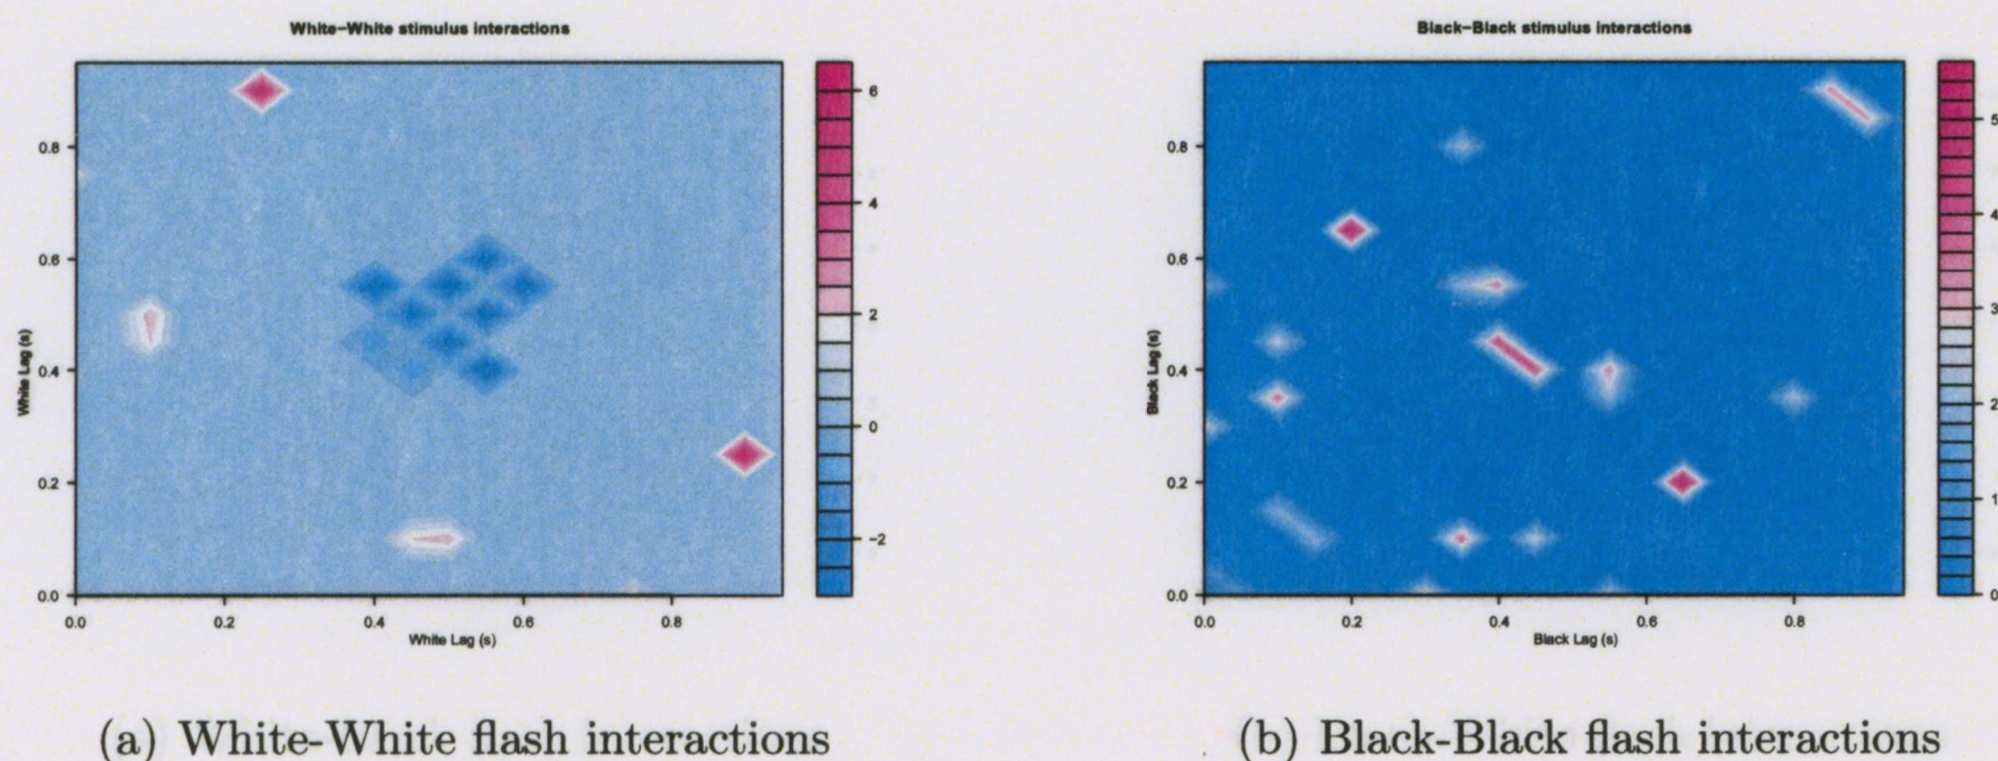 White-White stimulus interactions
0.8
0.6
0.4
0.2
0.0
White Lag (s)
0.0 0.2 0.4 0.6 0.8
White Lag (s)
6
4
2
0
-2
(a) White-White flash interactions
Black-Black stimulus interactions
0.8
0.6
0.4
0.2
0.0
Black Lag (s)
0.0 0.2 0.4 0.6 0.8
Black Lag (s)
5
4
3
2
1
0
(b) Black-Black flash interactions